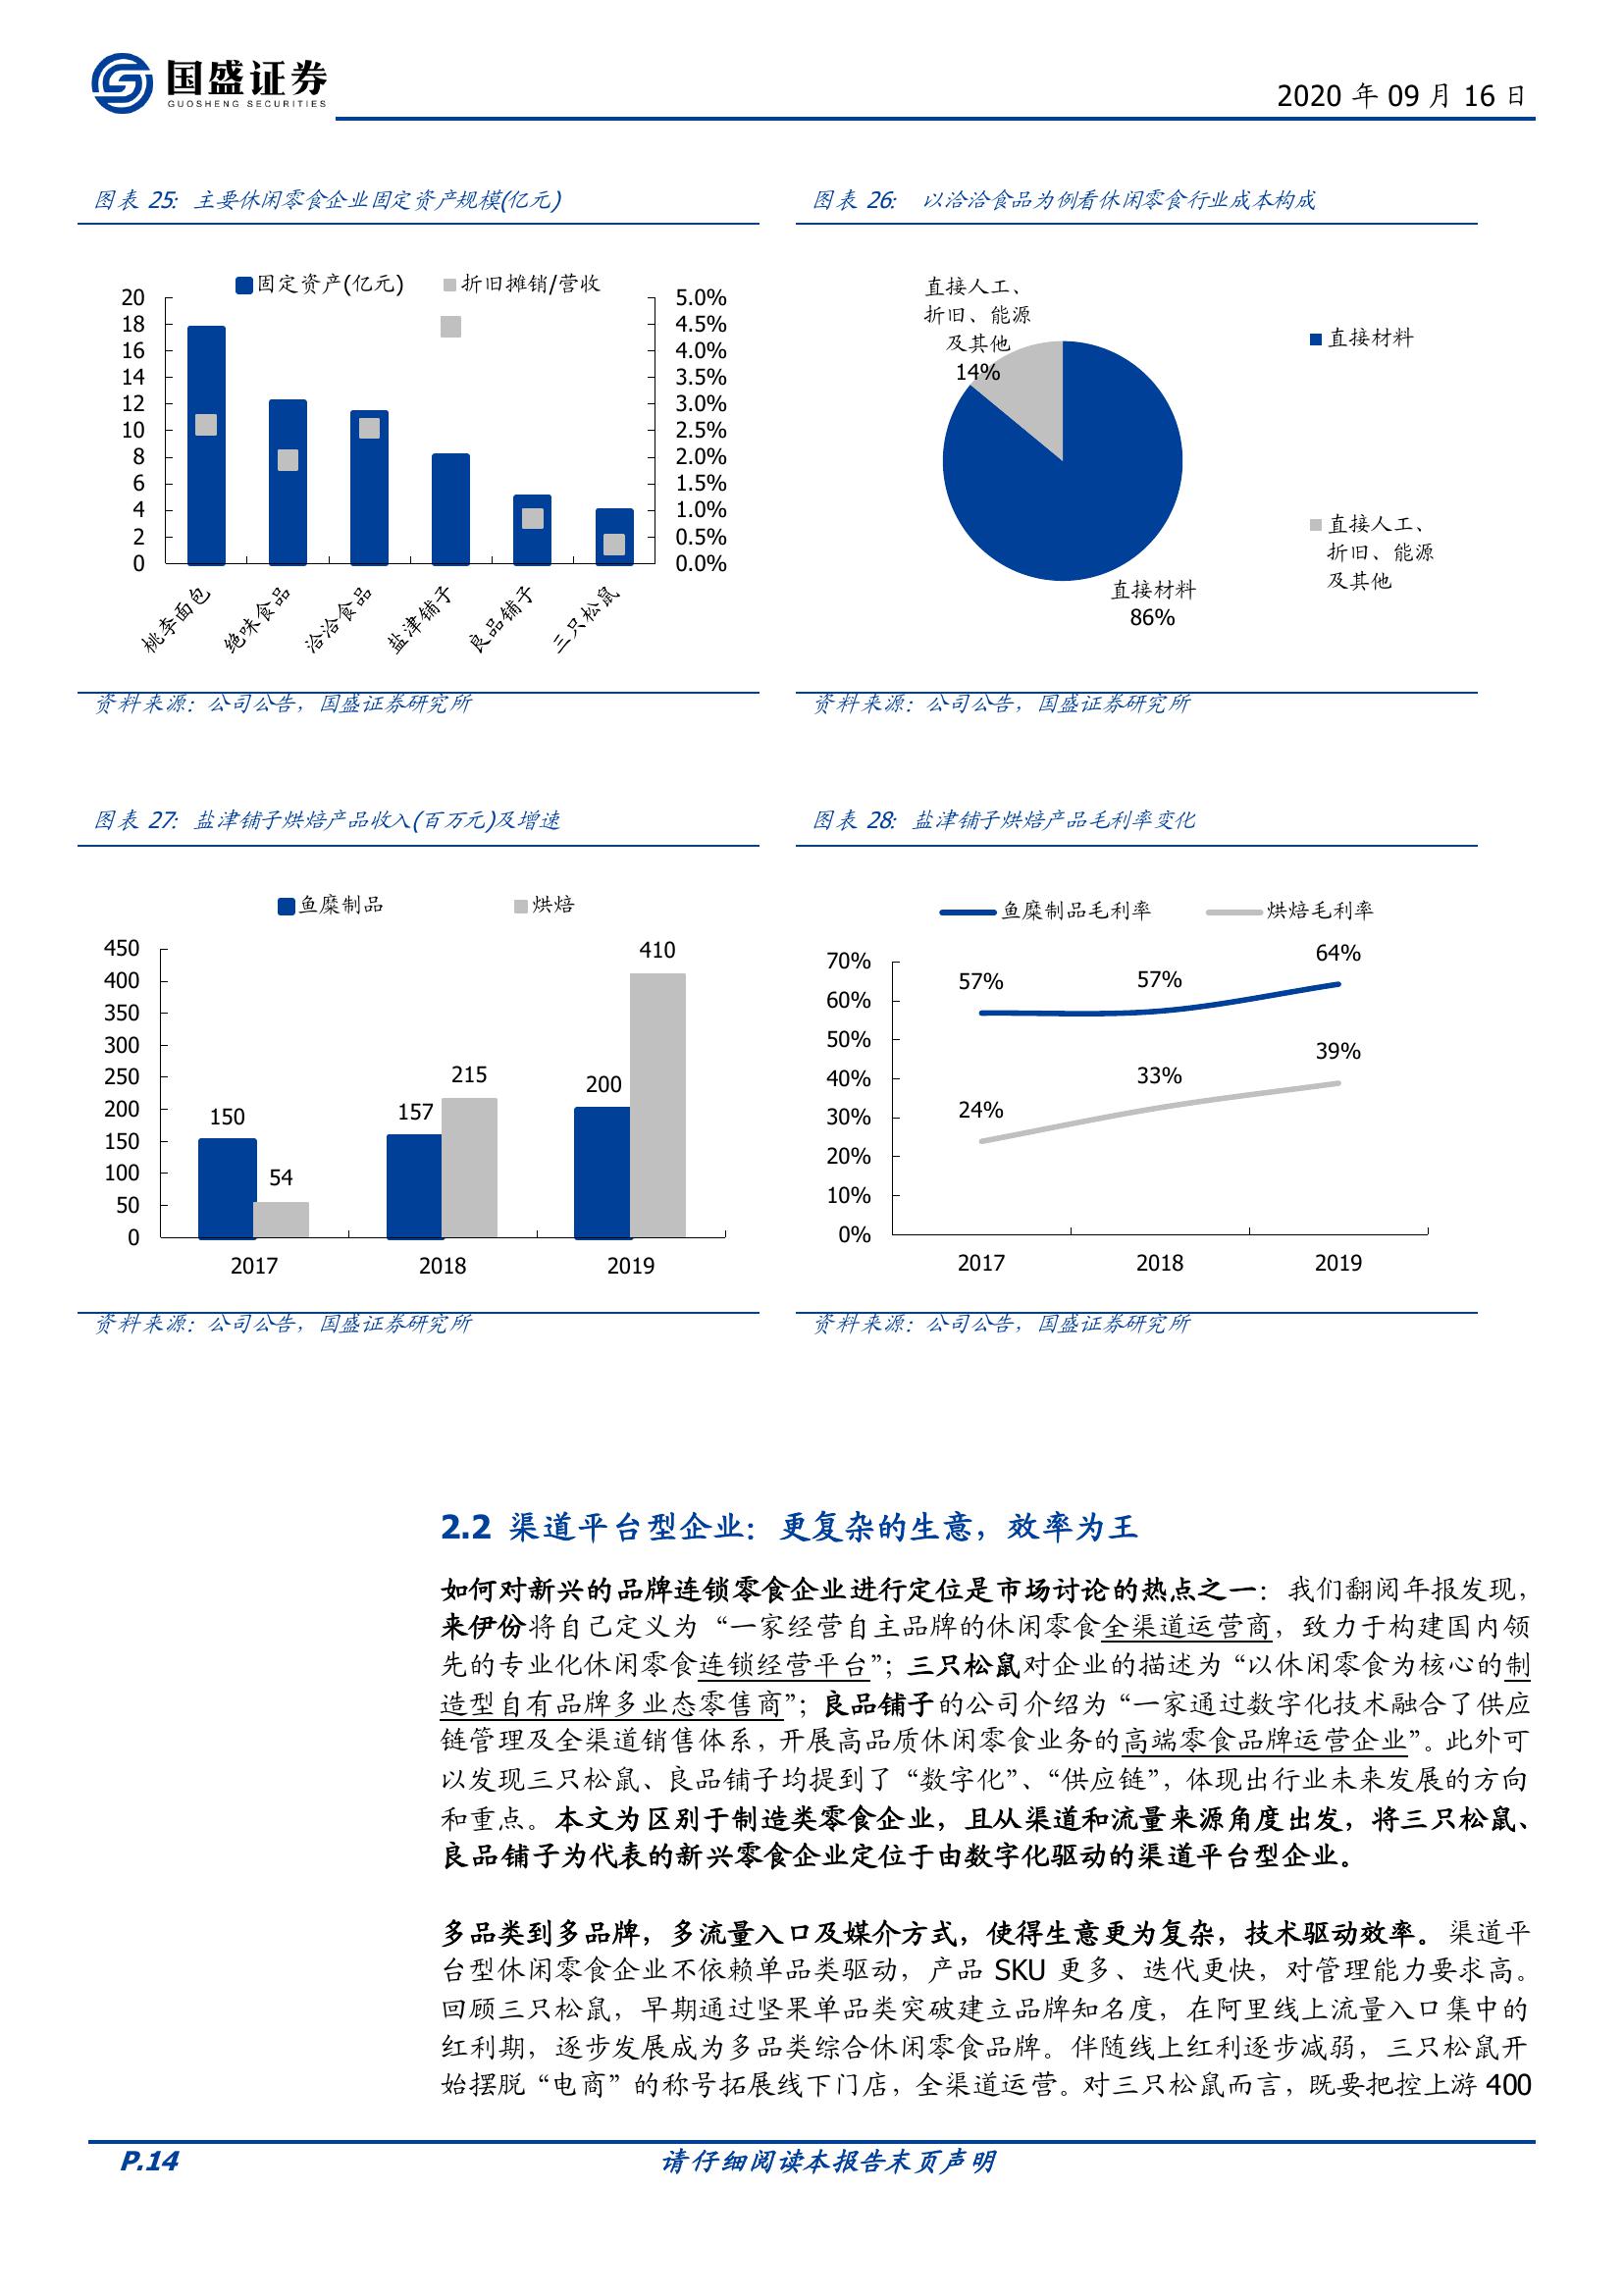 国盛证券
GUOSHENG SECURITIES
2020 年 09 月 16 日
图表 25：主要休闲零食企业固定资产规模(亿元)
固定资产(亿元)
折旧摊销/营收
20
18
16
14
12
10
8
6
4
2
0
5.0%
4.5%
4.0%
3.5%
3.0%
2.5%
2.0%
1.5%
1.0%
0.5%
0.0%
桃李面包
绝味食品
洽洽食品
盐津铺子
良品铺子
三只松鼠
资料来源：公司公告，国盛证券研究所
图表 26： 以洽洽食品为例看休闲零食行业成本构成
直接人工、
折旧、能源
及其他
14%
直接材料
86%
直接材料
直接人工、
折旧、能源
及其他
资料来源：公司公告，国盛证券研究所
图表 27：盐津铺子烘焙产品收入(百万元)及增速
鱼糜制品
烘焙
450
400
350
300
250
200
150
100
50
0
150
54
157
215
200
410
2017
2018
2019
资料来源：公司公告，国盛证券研究所
图表 28：盐津铺子烘焙产品毛利率变化
鱼糜制品毛利率
烘焙毛利率
70%
60%
50%
40%
30%
20%
10%
0%
57%
57%
64%
24%
33%
39%
2017
2018
2019
资料来源：公司公告，国盛证券研究所
2.2 渠道平台型企业：更复杂的生意，效率为王
如何对新兴的品牌连锁零食企业进行定位是市场讨论的热点之一：我们翻阅年报发现，
来伊份将自己定义为“一家经营自主品牌的休闲零食全渠道运营商，致力于构建国内领
先的专业化休闲零食连锁经营平台”；三只松鼠对企业的描述为“以休闲零食为核心的制
造型自有品牌多业态零售商”；良品铺子的公司介绍为“一家通过数字化技术融合了供应
链管理及全渠道销售体系，开展高品质休闲零食业务的高端零食品牌运营企业”。此外可
以发现三只松鼠、良品铺子均提到了“数字化”、“供应链”，体现出行业未来发展的方向
和重点。本文为区别于制造类零食企业，且从渠道和流量来源角度出发，将三只松鼠、
良品铺子为代表的新兴零食企业定位于由数字化驱动的渠道平台型企业。
多品类到多品牌，多流量入口及媒介方式，使得生意更为复杂，技术驱动效率。渠道平
台型休闲零食企业不依赖单品类驱动，产品 SKU 更多、迭代更快，对管理能力要求高。
回顾三只松鼠，早期通过坚果单品类突破建立品牌知名度，在阿里线上流量入口集中的
红利期，逐步发展成为多品类综合休闲零食品牌。伴随线上红利逐步减弱，三只松鼠开
始摆脱“电商”的称号拓展线下门店，全渠道运营。对三只松鼠而言，既要把控上游 400
P.14
请仔细阅读本报告末页声明